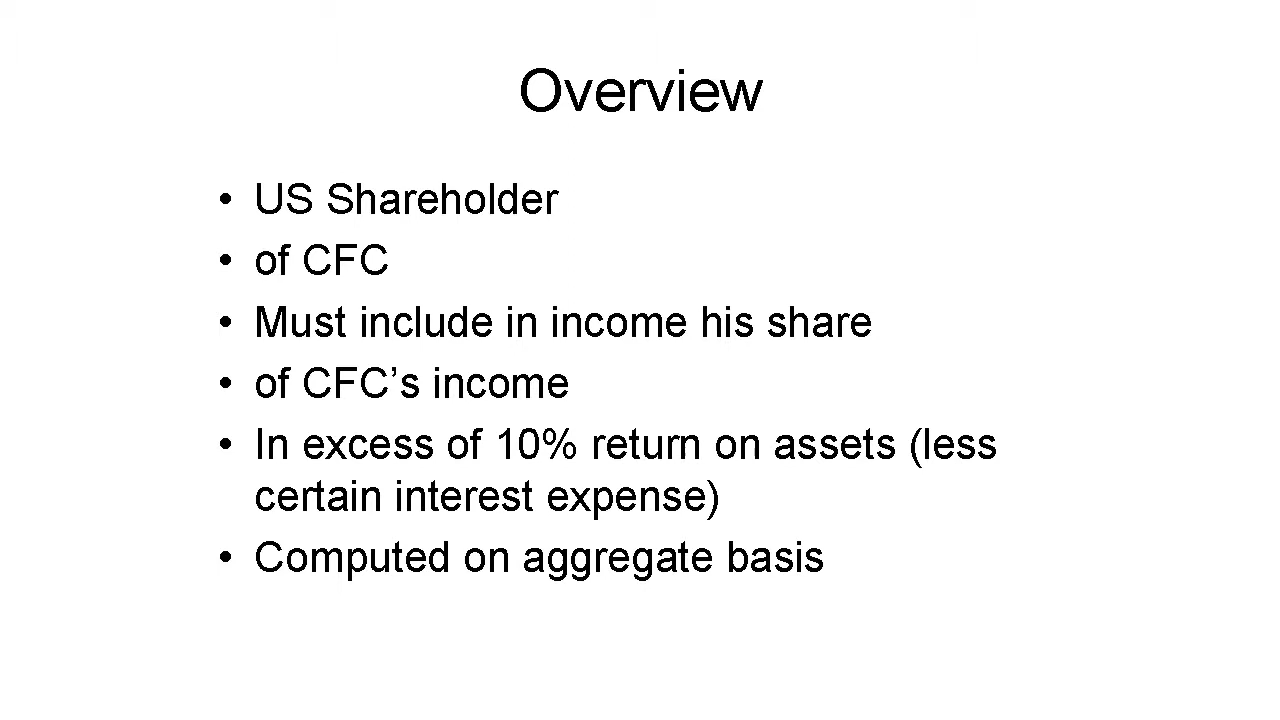 Overview
• US Shareholder
• of CFC
• Must include in income his share
• of CFC’s income
• In excess of 10% return on assets (less
certain interest expense)
• Computed on aggregate basis